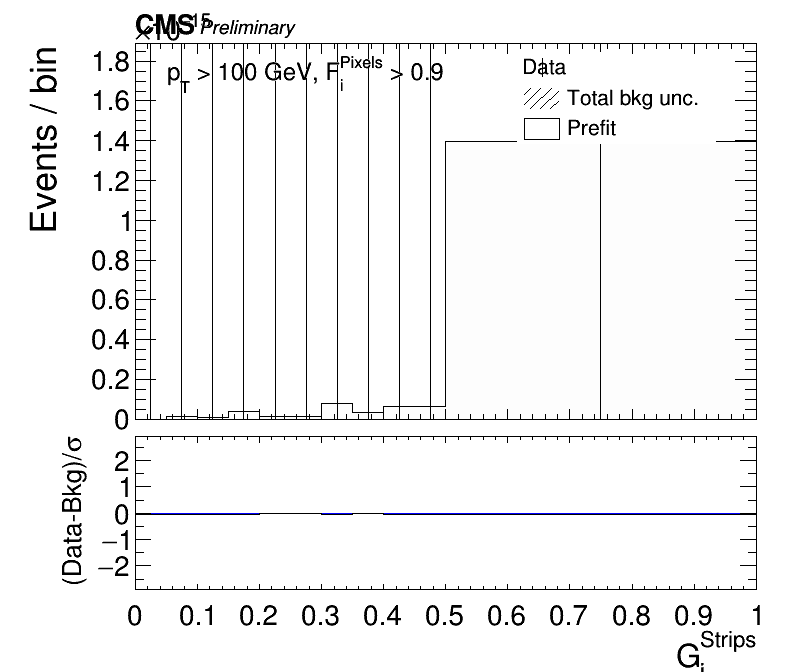 CMS Preliminary
×10^15
Events / bin
p_T > 100 GeV, F_i^Pixels > 0.9
Data
Total bkg unc.
Prefit
1.8
1.6
1.4
1.2
1
0.8
0.6
0.4
0.2
0
(Data-Bkg)/σ
2
1
0
−1
−2
0 0.1 0.2 0.3 0.4 0.5 0.6 0.7 0.8 0.9 1
G_i^Strips